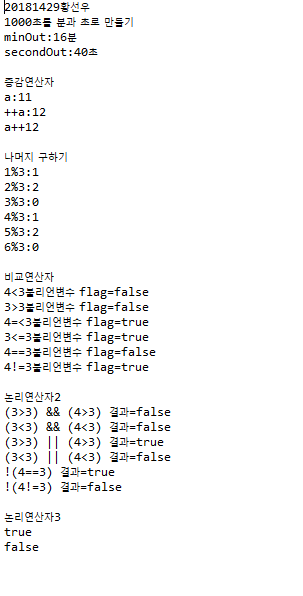 20181429황선우
1000초를 분과 초로 만들기
minOut:16분
secondOut:40초
증감연산자
a:11
++a:12
a++12
나머지 구하기
1%3:1
2%3:2
3%3:0
4%3:1
5%3:2
6%3:0
비교연산자
4<3불리언변수 flag=false
3>3불리언변수 flag=false
4=<3불리언변수 flag=true
3<=3불리언변수 flag=true
4==3불리언변수 flag=false
4!=3불리언변수 flag=true
논리연산자2
(3>3) && (4>3) 결과=false
(3<3) && (4<3) 결과=false
(3>3) || (4>3) 결과=true
(3<3) || (4<3) 결과=false
!(4==3) 결과=true
!(4!=3) 결과=false
논리연산자3
true
false